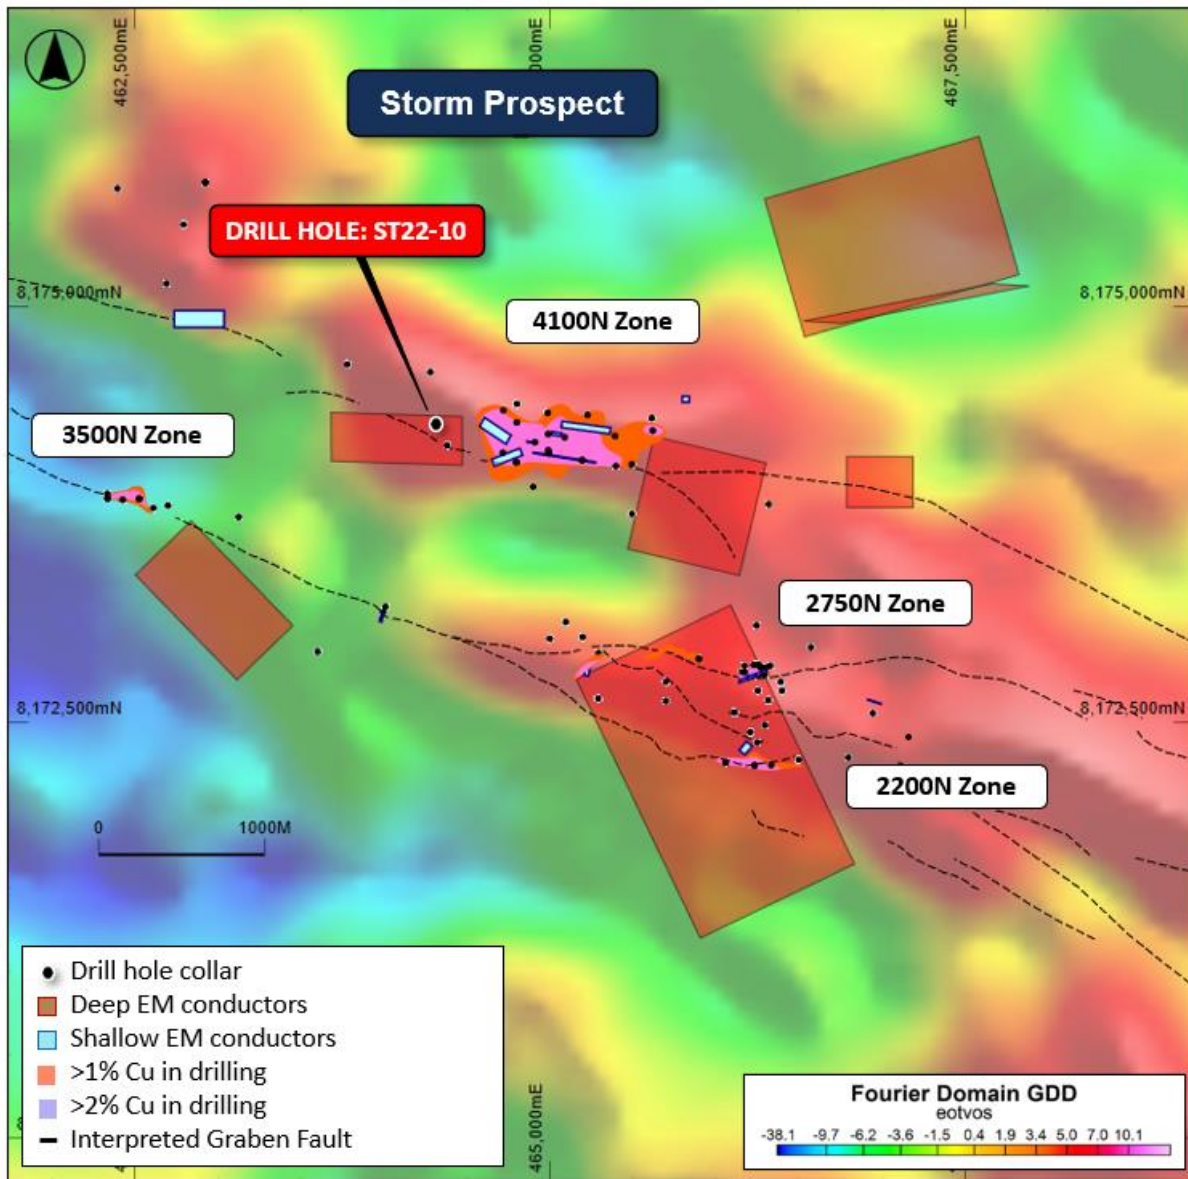 462,500mE
467,500mE
Storm Prospect
DRILL HOLE: ST22-10
8,175,000mN
8,175,000mN
4100N Zone
3500N Zone
2750N Zone
8,172,500mN
8,172,500mN
2200N Zone
0 1000M
Drill hole collar
Deep EM conductors
Shallow EM conductors
>1% Cu in drilling
>2% Cu in drilling
Interpreted Graben Fault
465,000mE
Fourier Domain GDD
eotvos
-38.1 -9.7 -6.2 -3.6 -1.5 0.4 1.9 3.4 5.0 7.0 10.1